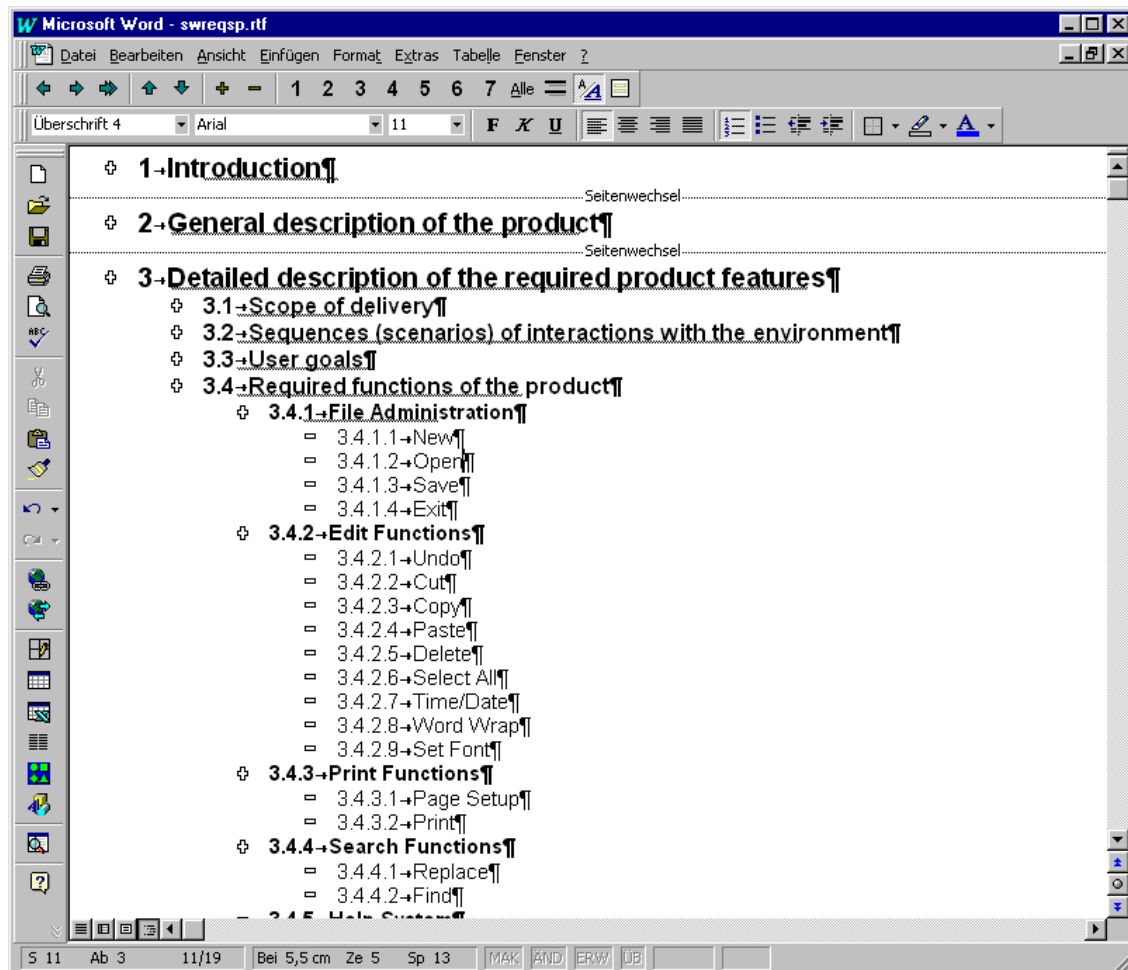 Microsoft Word - swreqsp.rtf
Datei Bearbeiten Ansicht Einfügen Format Extras Tabelle Fenster ?
1 2 3 4 5 6 7 Alle
Überschrift 4 Arial 11 F K U
1→Introduction¶
Seitenwechsel
2→General description of the product¶
Seitenwechsel
3→Detailed description of the required product features¶
3.1→Scope of delivery¶
3.2→Sequences (scenarios) of interactions with the environment¶
3.3→User goals¶
3.4→Required functions of the product¶
3.4.1→File Administration¶
3.4.1.1→New¶
3.4.1.2→Open¶
3.4.1.3→Save¶
3.4.1.4→Exit¶
3.4.2→Edit Functions¶
3.4.2.1→Undo¶
3.4.2.2→Cut¶
3.4.2.3→Copy¶
3.4.2.4→Paste¶
3.4.2.5→Delete¶
3.4.2.6→Select All¶
3.4.2.7→Time/Date¶
3.4.2.8→Word Wrap¶
3.4.2.9→Set Font¶
3.4.3→Print Functions¶
3.4.3.1→Page Setup¶
3.4.3.2→Print¶
3.4.4→Search Functions¶
3.4.4.1→Replace¶
3.4.4.2→Find¶
3.4.5→Help System¶
S 11 Ab 3 11/19 Bei 5,5 cm Ze 5 Sp 13 MAK ÄND ERW ÜB